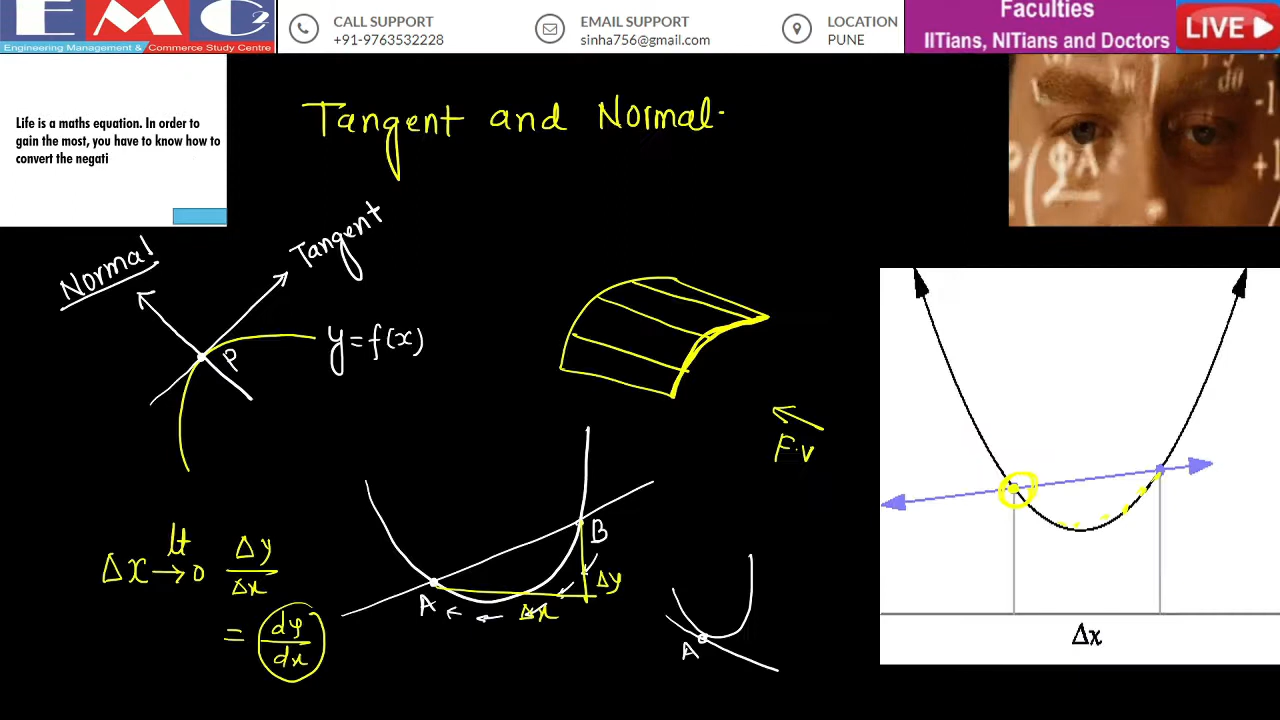 EMC2
Engineering Management & Commerce Study Centre
CALL SUPPORT
+91-9763532228
EMAIL SUPPORT
sinha756@gmail.com
LOCATION
PUNE
Faculties
IITians, NITians and Doctors
LIVE
Life is a maths equation. In order to
gain the most, you have to know how to
convert the negati
Tangent and Normal
Normal
Tangent
P
y=f(x)
F.V
lt
Δx→0 Δy/Δx
= dy/dx
A
B
Δy
Δx
A
Δx